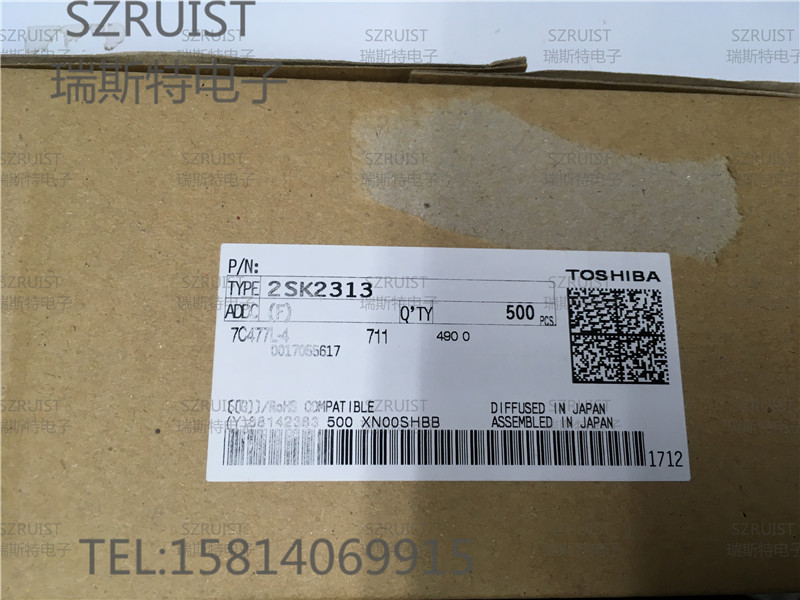 SZRUIST
瑞斯特电子
P/N:
TOSHIBA
TYPE 2SK2313
ADDC (F) Q'TY 500 PCS.
7C477L-4 711 490 0
0017055617
[[G]]/RoHS COMPATIBLE DIFFUSED IN JAPAN
500 XN00SHBB ASSEMBLED IN JAPAN
1712
TEL:15814069915